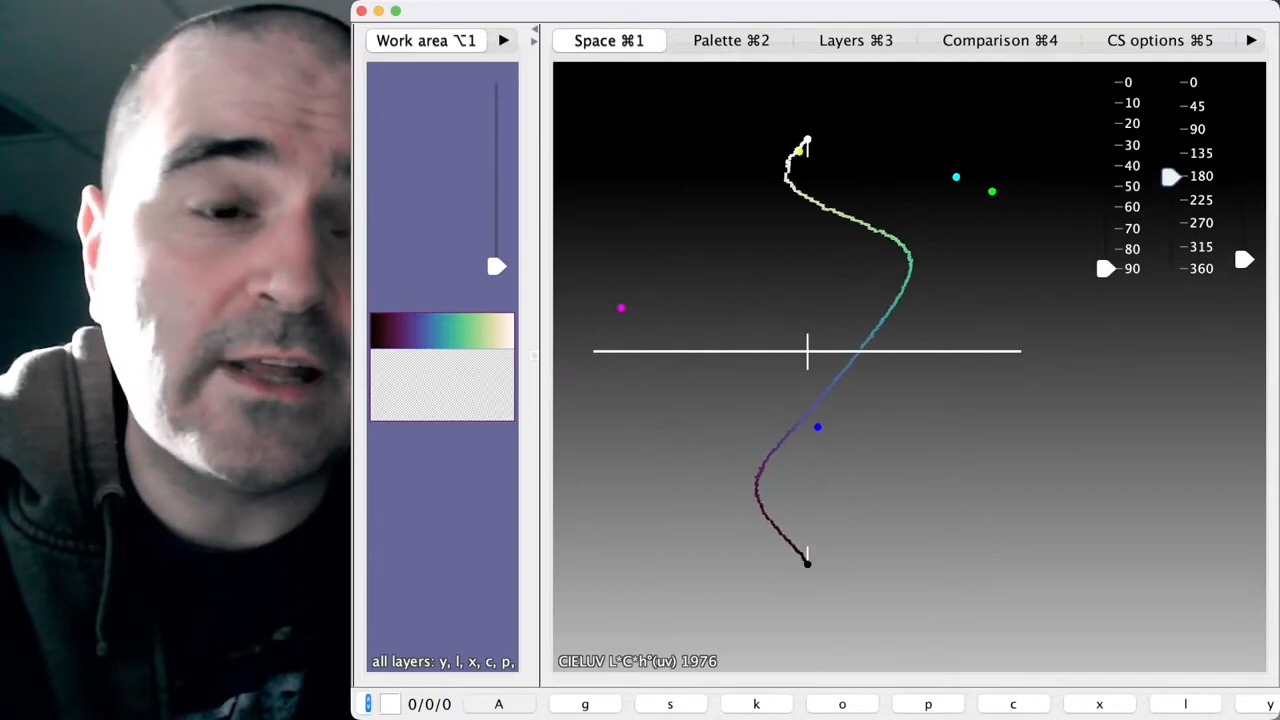 Work area ⌥1
Space ⌘1
Palette ⌘2
Layers ⌘3
Comparison ⌘4
CS options ⌘5
0
10
20
30
40
50
60
70
80
90
0
45
90
135
180
225
270
315
360
all layers: y, l, x, c, p,
CIELUV L*C*h°(uv) 1976
0/0/0
A
g
s
k
o
p
c
x
l
y